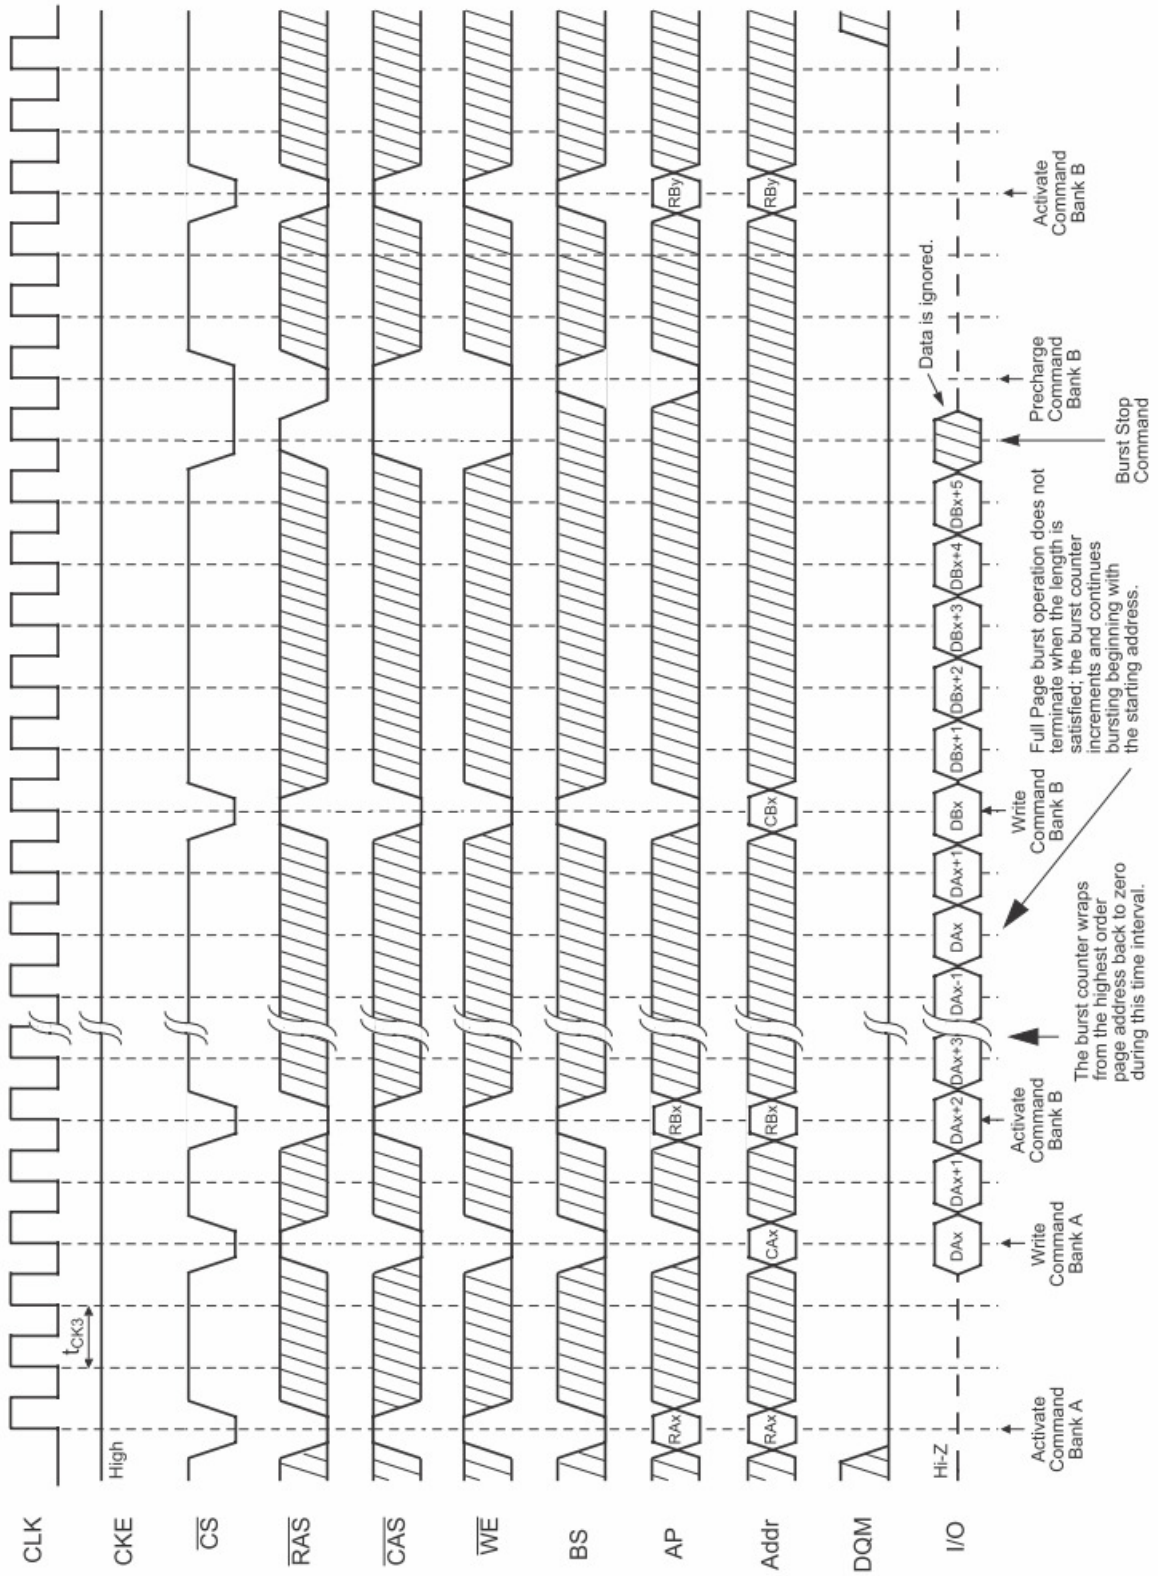 CLK
CKE
High
CS
RAS
CAS
WE
BS
AP
Addr
DQM
I/O
Hi-Z
tCK3
RAx
RBx
RBy
RAx
CAx
RBx
CBx
RBy
DAx
DAx+1
DAx+2
DAx+3
DAx-1
DAx
DAx+1
DBx
DBx+1
DBx+2
DBx+3
DBx+4
DBx+5
Data is ignored.
Activate
Command
Bank A
Write
Command
Bank A
Activate
Command
Bank B
Write
Command
Bank B
Precharge
Command
Bank B
Activate
Command
Bank B
Full Page burst operation does not
terminate when the length is
satisfied; the burst counter
increments and continues
bursting beginning with
the starting address.
The burst counter wraps
from the highest order
page address back to zero
during this time interval.
Burst Stop
Command